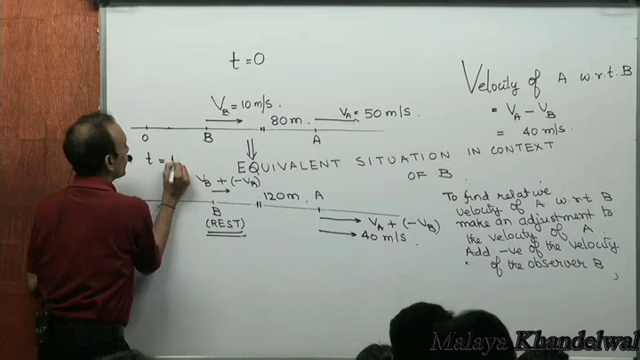 t = 0
V_B = 10 m/s.
80 m.
V_A = 50 m/s.
O
B
A
Velocity of A w r.t. B
= V_A - V_B
= 40 m/s.
t =
EQUIVALENT SITUATION IN CONTEXT
OF B.
V_B + (-V_A)
120 m.
A
B
(REST)
V_A + (-V_B)
40 m/s.
To find relative
velocity of A w r t B
make an adjustment to
the velocity of A.
Add -ve of the velocity
of the observer B
Malaya Khandelwal